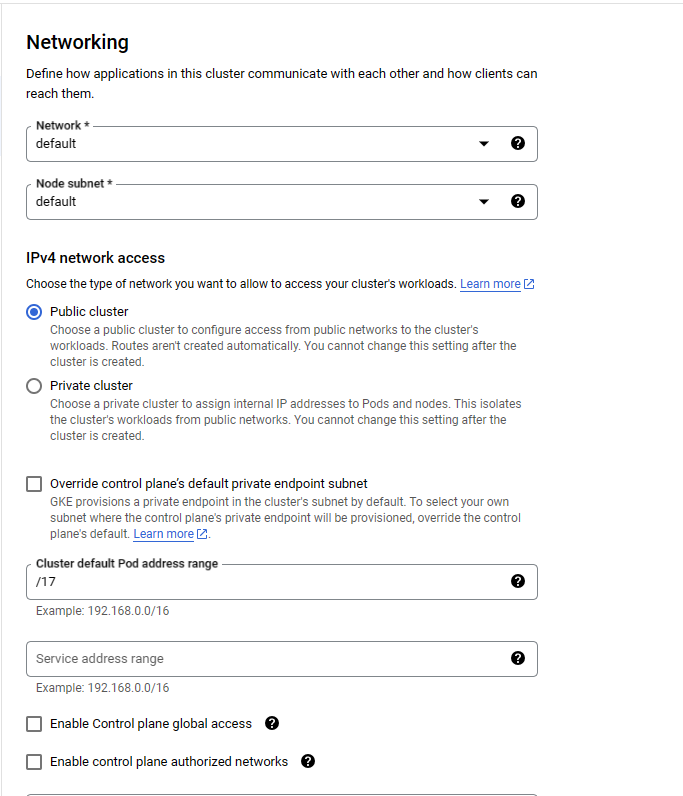 Networking
Define how applications in this cluster communicate with each other and how clients can
reach them.
Network *
default
Node subnet *
default
IPv4 network access
Choose the type of network you want to allow to access your cluster's workloads. Learn more
Public cluster
Choose a public cluster to configure access from public networks to the cluster's
workloads. Routes aren't created automatically. You cannot change this setting after the
cluster is created.
Private cluster
Choose a private cluster to assign internal IP addresses to Pods and nodes. This isolates
the cluster's workloads from public networks. You cannot change this setting after the
cluster is created.
Override control plane's default private endpoint subnet
GKE provisions a private endpoint in the cluster's subnet by default. To select your own
subnet where the control plane's private endpoint will be provisioned, override the control
plane's default. Learn more.
Cluster default Pod address range
/17
Example: 192.168.0.0/16
Service address range
Example: 192.168.0.0/16
Enable Control plane global access
Enable control plane authorized networks